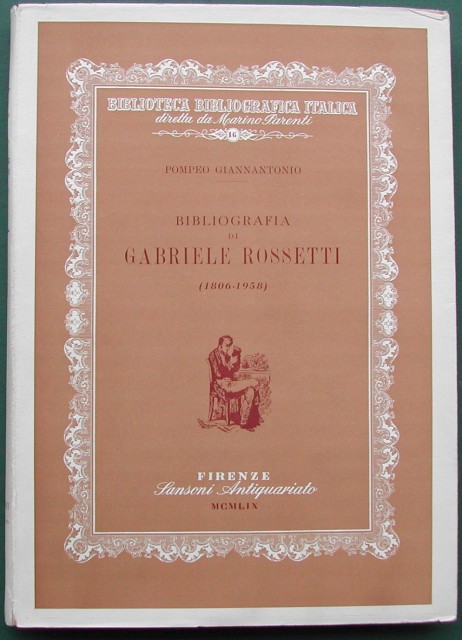 BIBLIOTECA BIBLIOGRAFICA ITALICA
diretta da Marino Parenti
16
POMPEO GIANNANTONIO
BIBLIOGRAFIA
DI
GABRIELE ROSSETTI
(1806-1958)
FIRENZE
Sansoni Antiquariato
MCMLIX